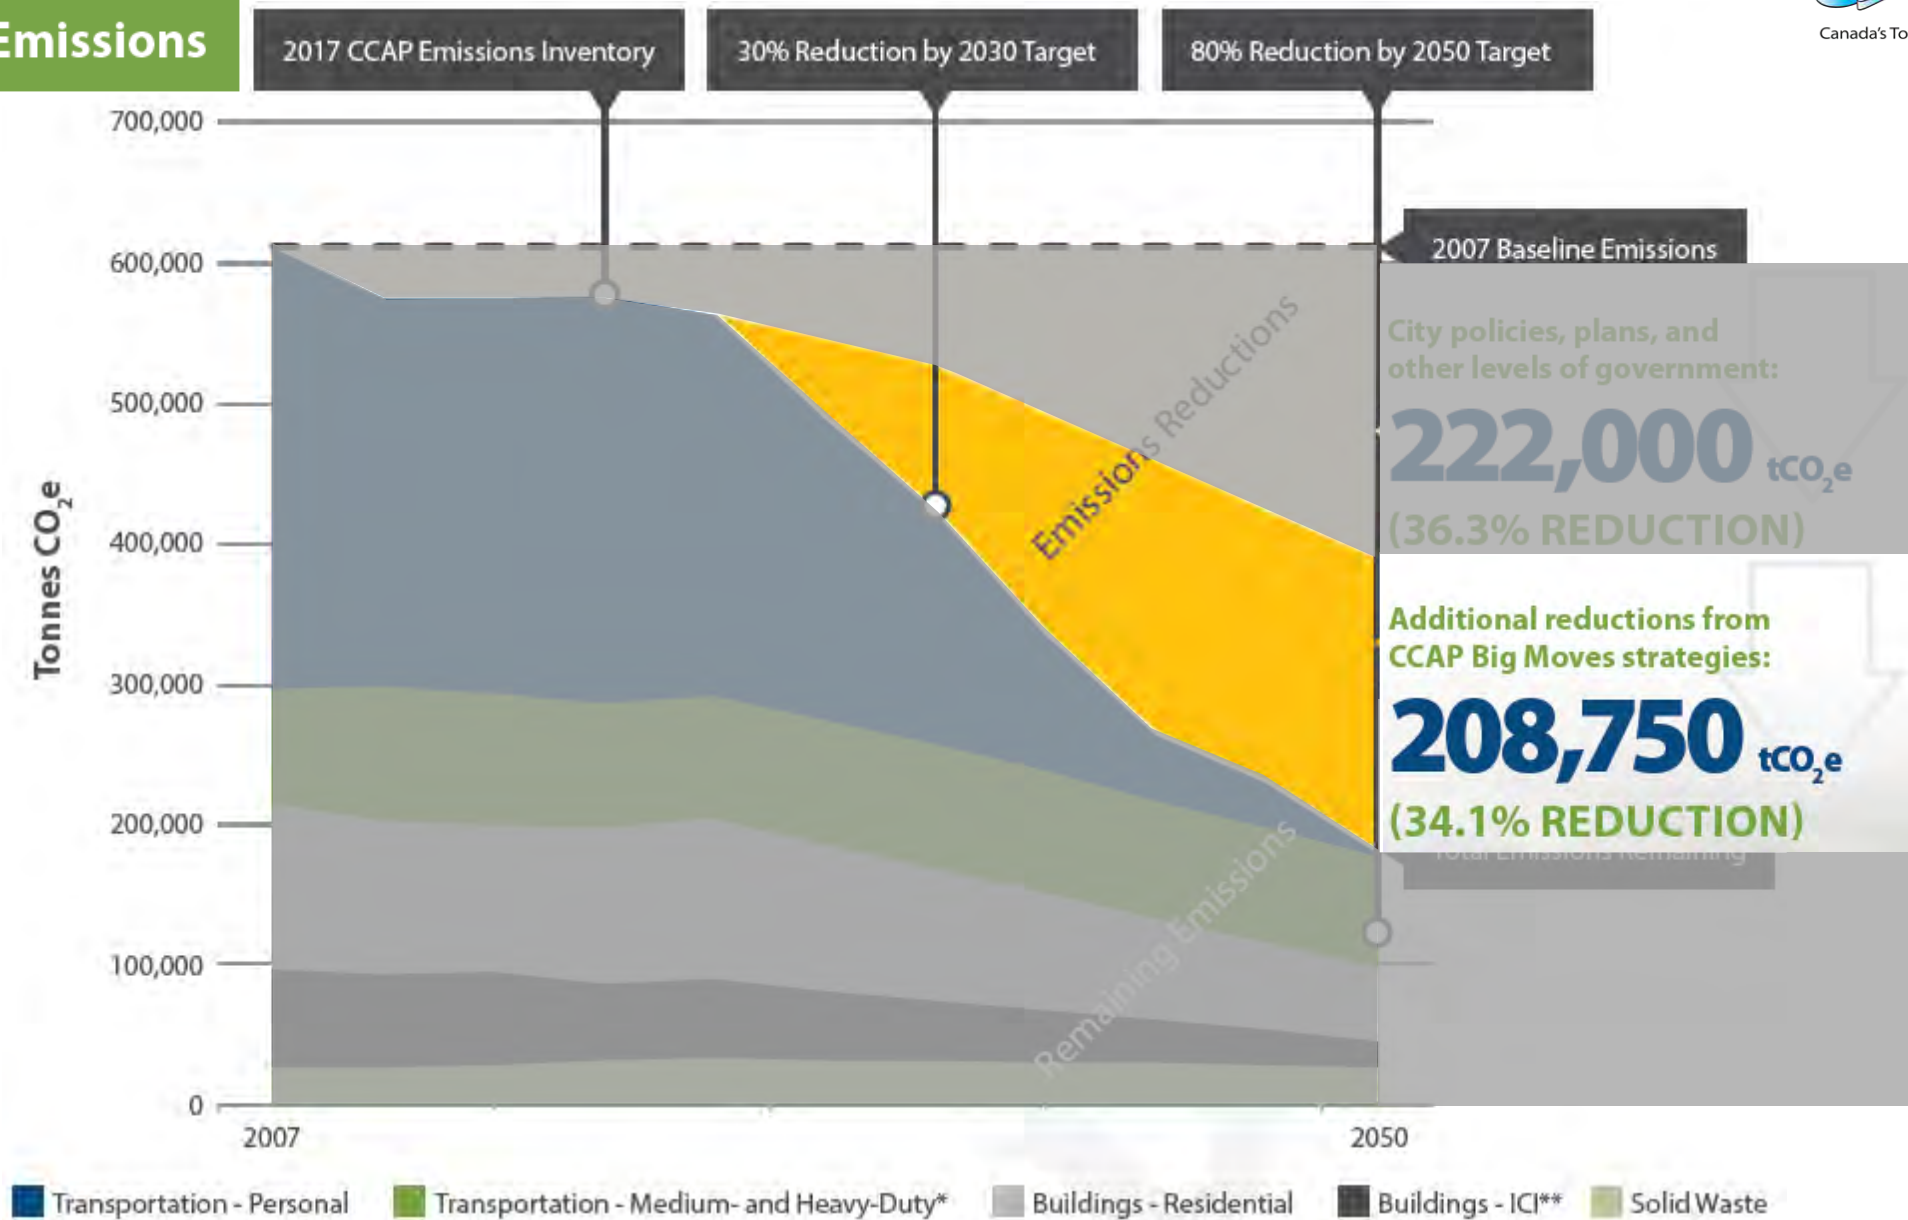 Emissions
2017 CCAP Emissions Inventory
30% Reduction by 2030 Target
80% Reduction by 2050 Target
Canada's To
700,000
600,000
500,000
400,000
300,000
200,000
100,000
0
Tonnes CO₂e
2007
2050
Emissions Reductions
Remaining Emissions
2007 Baseline Emissions
City policies, plans, and
other levels of government:
222,000 tCO₂e
(36.3% REDUCTION)
Additional reductions from
CCAP Big Moves strategies:
208,750 tCO₂e
(34.1% REDUCTION)
Total Emissions Remaining
Transportation - Personal
Transportation - Medium- and Heavy-Duty*
Buildings - Residential
Buildings - ICI**
Solid Waste